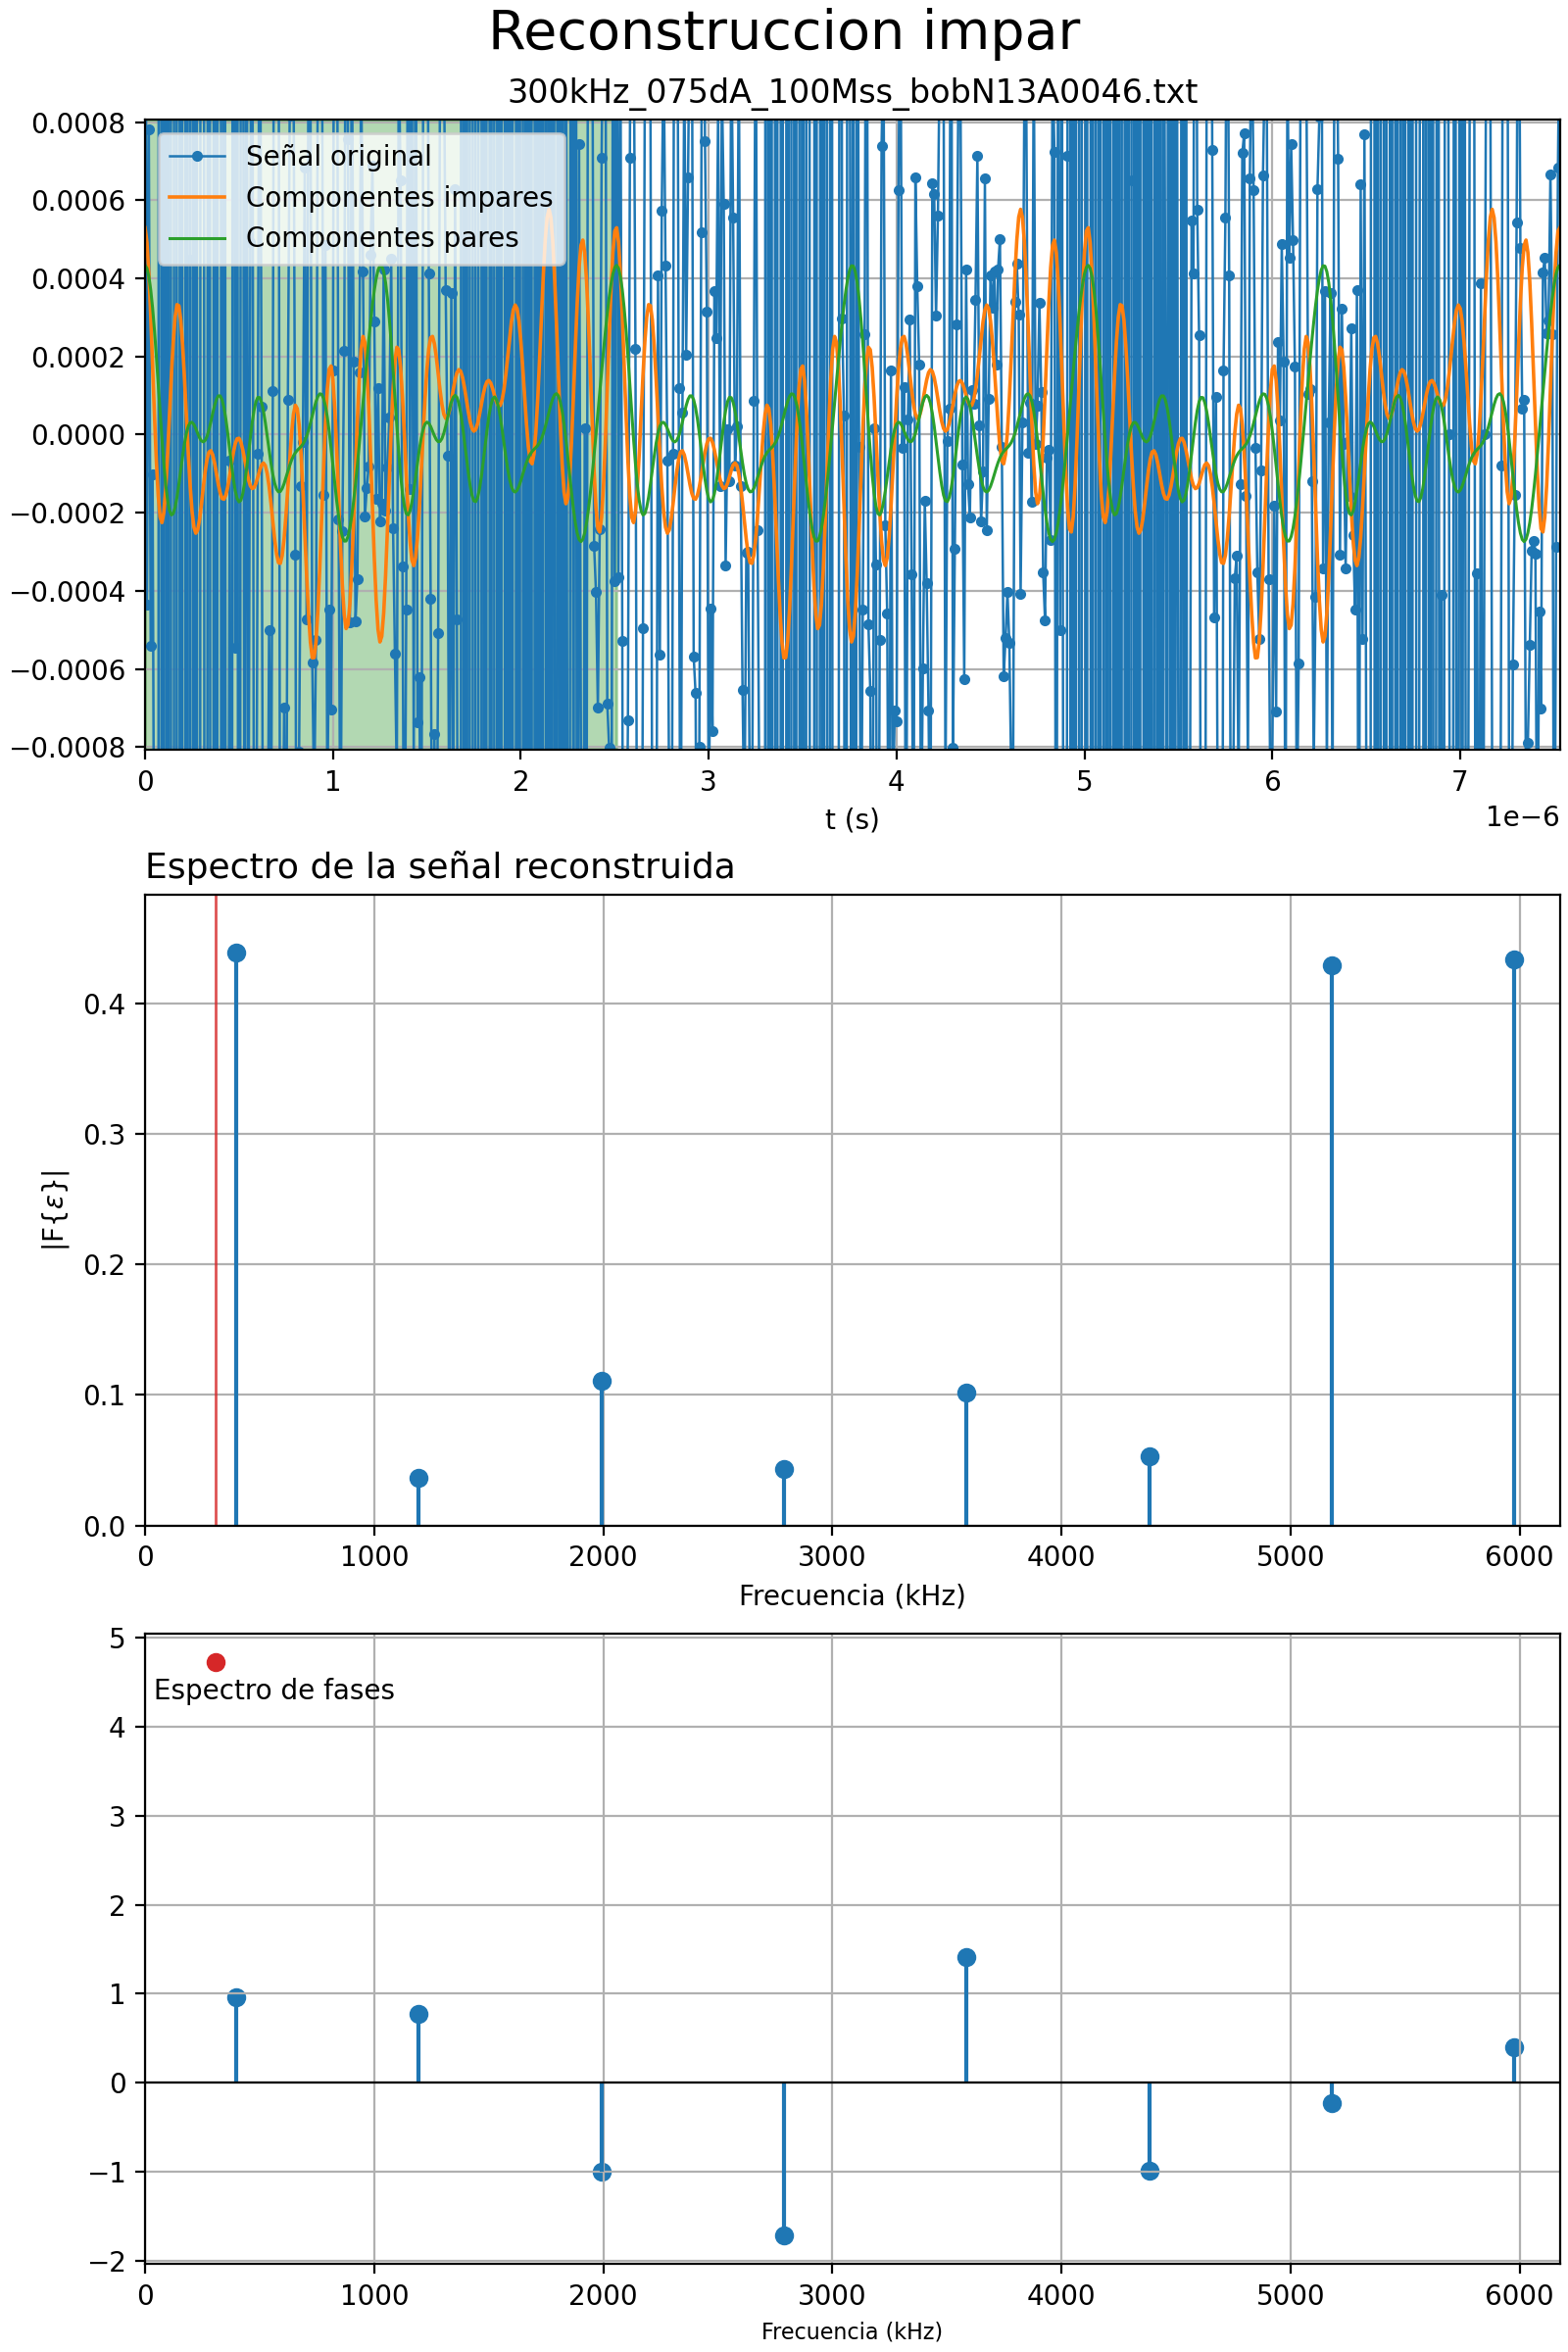 Reconstruccion impar
300kHz_075dA_100Mss_bobN13A0046.txt
0.0008
0.0006
0.0004
0.0002
0.0000
−0.0002
−0.0004
−0.0006
−0.0008
Señal original
Componentes impares
Componentes pares
0 1 2 3 4 5 6 7
t (s)
1e−6
Espectro de la señal reconstruida
0.4
0.3
0.2
0.1
0.0
|F{ε}|
0 1000 2000 3000 4000 5000 6000
Frecuencia (kHz)
5
Espectro de fases
4
3
2
1
0
−1
−2
0 1000 2000 3000 4000 5000 6000
Frecuencia (kHz)